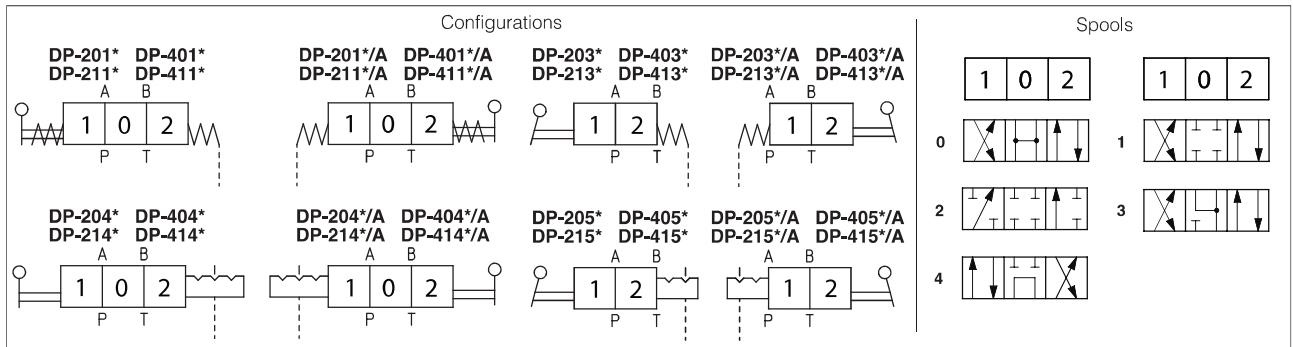 Configurations
Spools
DP-201* DP-401*
DP-211* DP-411*
A B
1 0 2
P T
DP-201*/A DP-401*/A
DP-211*/A DP-411*/A
A B
1 0 2
P T
DP-203* DP-403*
DP-213* DP-413*
A B
1 2
P T
DP-203*/A DP-403*/A
DP-213*/A DP-413*/A
A B
1 2
P T
DP-204* DP-404*
DP-214* DP-414*
A B
1 0 2
P T
DP-204*/A DP-404*/A
DP-214*/A DP-414*/A
A B
1 0 2
P T
DP-205* DP-405*
DP-215* DP-415*
A B
1 2
P T
DP-205*/A DP-405*/A
DP-215*/A DP-415*/A
A B
1 2
P T
1 0 2
1 0 2
0
1
2
3
4